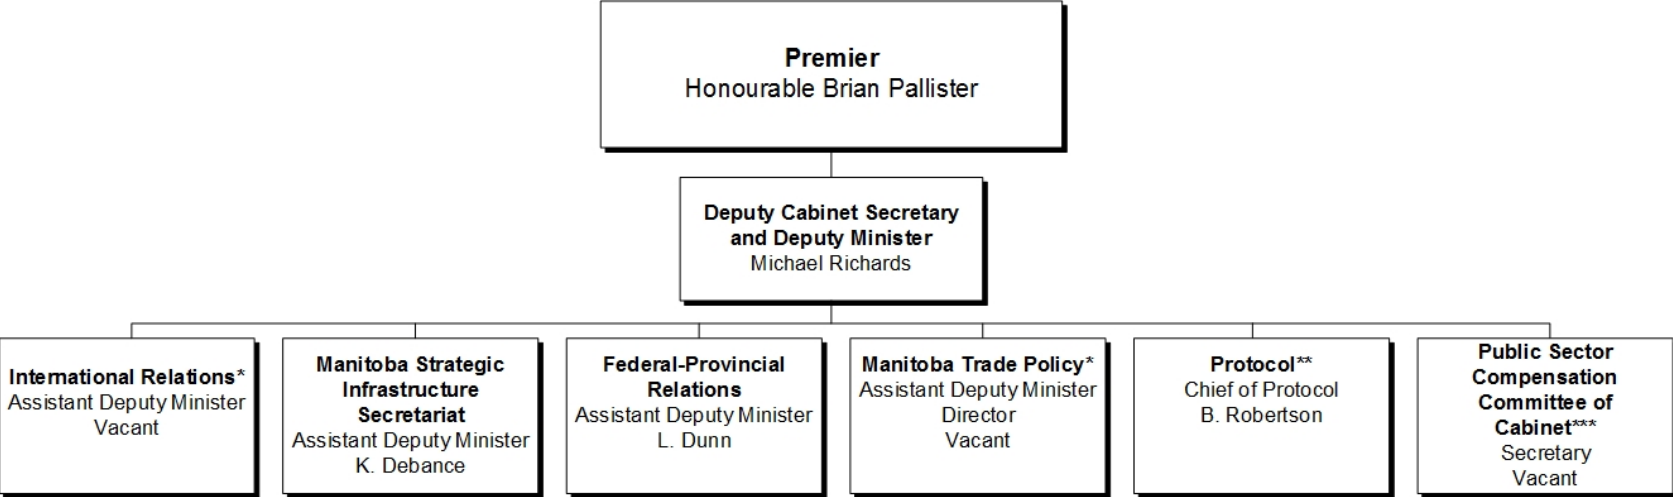 Premier
Honourable Brian Pallister
Deputy Cabinet Secretary
and Deputy Minister
Michael Richards
International Relations*
Assistant Deputy Minister
Vacant
Manitoba Strategic
Infrastructure
Secretariat
Assistant Deputy Minister
K. Debance
Federal-Provincial
Relations
Assistant Deputy Minister
L. Dunn
Manitoba Trade Policy*
Assistant Deputy Minister
Director
Vacant
Protocol**
Chief of Protocol
B. Robertson
Public Sector
Compensation
Committee of
Cabinet***
Secretary
Vacant